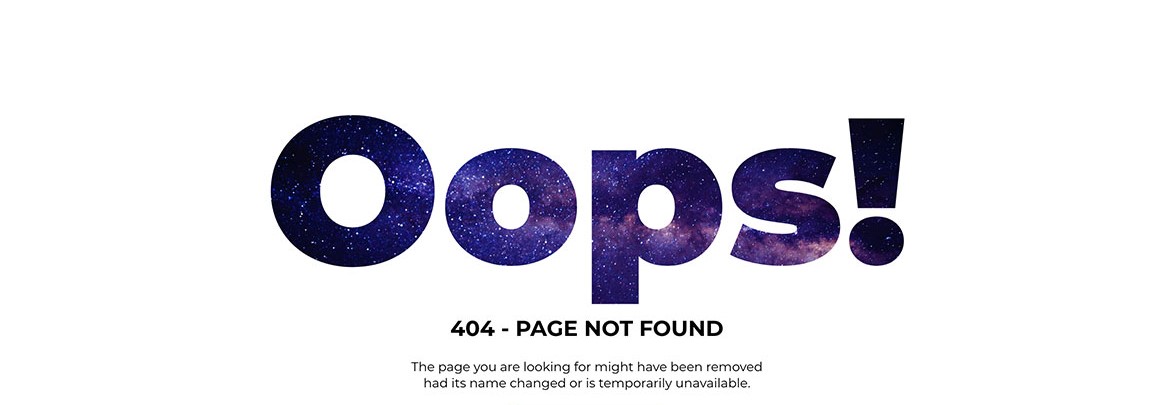 Oops!
404 - PAGE NOT FOUND
The page you are looking for might have been removed
had its name changed or is temporarily unavailable.